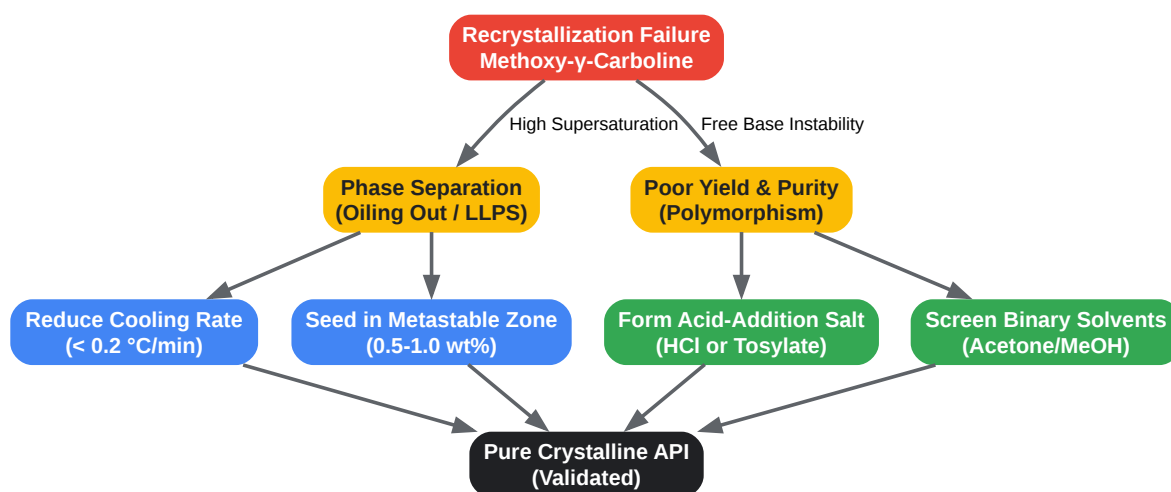 Recrystallization Failure
Methoxy-γ-Carboline
High Supersaturation
Free Base Instability
Phase Separation
(Oiling Out / LLPS)
Poor Yield & Purity
(Polymorphism)
Reduce Cooling Rate
(< 0.2 °C/min)
Seed in Metastable Zone
(0.5-1.0 wt%)
Form Acid-Addition Salt
(HCl or Tosylate)
Screen Binary Solvents
(Acetone/MeOH)
Pure Crystalline API
(Validated)